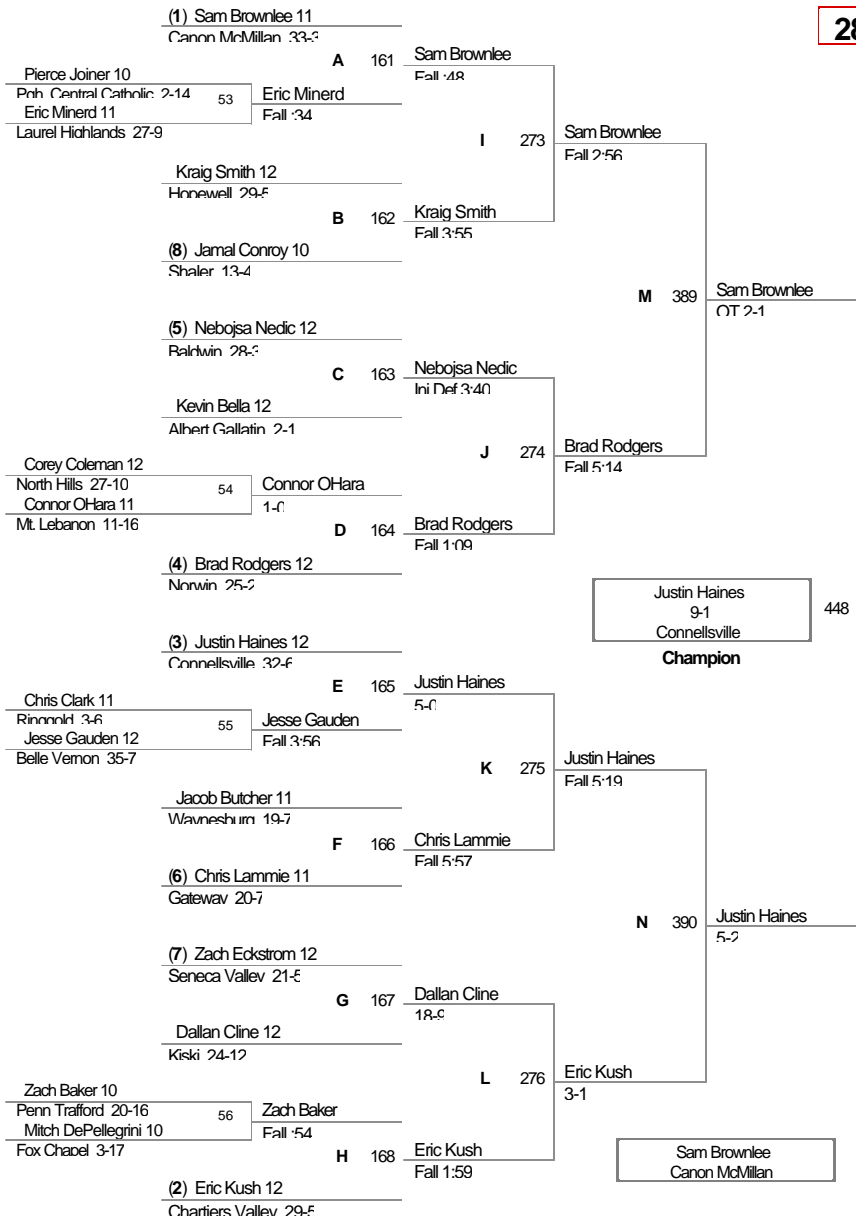 (1) Sam Brownlee 11
28
Canon McMillan 33-3
A 161 Sam Brownlee
Fall :48
Pierce Joiner 10
Pgh. Central Catholic 2-14
53 Eric Minerd
Fall :34
Eric Minerd 11
Laurel Highlands 27-9
I 273 Sam Brownlee
Fall 2:56
Kraig Smith 12
Hopewell 29-5
B 162 Kraig Smith
Fall 3:55
(8) Jamal Conroy 10
Shaler 13-4
M 389 Sam Brownlee
OT 2-1
(5) Nebojsa Nedic 12
Baldwin 28-3
C 163 Nebojsa Nedic
Inj Def 3:40
Kevin Bella 12
Albert Gallatin 2-1
J 274 Brad Rodgers
Fall 5:14
Corey Coleman 12
North Hills 27-10
54 Connor OHara
1-0
Connor OHara 11
Mt. Lebanon 11-16
D 164 Brad Rodgers
Fall 1:09
(4) Brad Rodgers 12
Norwin 25-2
Justin Haines
9-1
Connellsville
448
Champion
(3) Justin Haines 12
Connellsville 32-6
E 165 Justin Haines
5-0
Chris Clark 11
Ringgold 3-6
55 Jesse Gauden
Fall 3:56
Jesse Gauden 12
Belle Vernon 35-7
K 275 Justin Haines
Fall 5:19
Jacob Butcher 11
Waynesburg 19-7
F 166 Chris Lammie
Fall 5:57
(6) Chris Lammie 11
Gateway 20-7
N 390 Justin Haines
5-2
(7) Zach Eckstrom 12
Seneca Valley 21-5
G 167 Dallan Cline
18-9
Dallan Cline 12
Kiski 24-12
L 276 Eric Kush
3-1
Zach Baker 10
Penn Trafford 20-16
56 Zach Baker
Fall :54
Mitch DePellegrini 10
Fox Chapel 3-17
H 168 Eric Kush
Fall 1:59
Sam Brownlee
Canon McMillan
(2) Eric Kush 12
Chartiers Valley 29-5